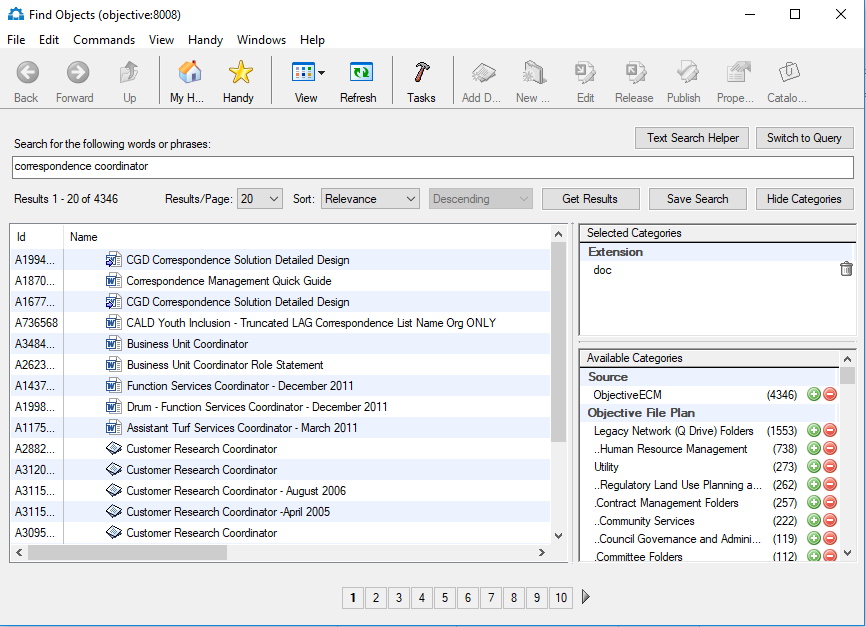 Find Objects (objective:8008)
File Edit Commands View Handy Windows Help
Back Forward Up My H... Handy View Refresh Tasks Add D... New ... Edit Release Publish Prope... Catalo...
Search for the following words or phrases: Text Search Helper Switch to Query
correspondence coordinator
Results 1 - 20 of 4346 Results/Page: 20 Sort: Relevance Descending Get Results Save Search Hide Categories
Id Name
A1994... CGD Correspondence Solution Detailed Design
A1870... Correspondence Management Quick Guide
A1677... CGD Correspondence Solution Detailed Design
A736568 CALD Youth Inclusion - Truncated LAG Correspondence List Name Org ONLY
A3484... Business Unit Coordinator
A2623... Business Unit Coordinator Role Statement
A1437... Function Services Coordinator - December 2011
A1998... Drum - Function Services Coordinator - December 2011
A1175... Assistant Turf Services Coordinator - March 2011
A2882... Customer Research Coordinator
A3120... Customer Research Coordinator
A3115... Customer Research Coordinator - August 2006
A3115... Customer Research Coordinator -April 2005
A3095... Customer Research Coordinator
Selected Categories
Extension
doc
Available Categories
Source
ObjectiveECM (4346)
Objective File Plan
Legacy Network (Q Drive) Folders (1553)
..Human Resource Management (738)
Utility (273)
..Regulatory Land Use Planning a... (262)
.Contract Management Folders (257)
..Community Services (222)
..Council Governance and Admini... (119)
.Committee Folders (112)
1 2 3 4 5 6 7 8 9 10